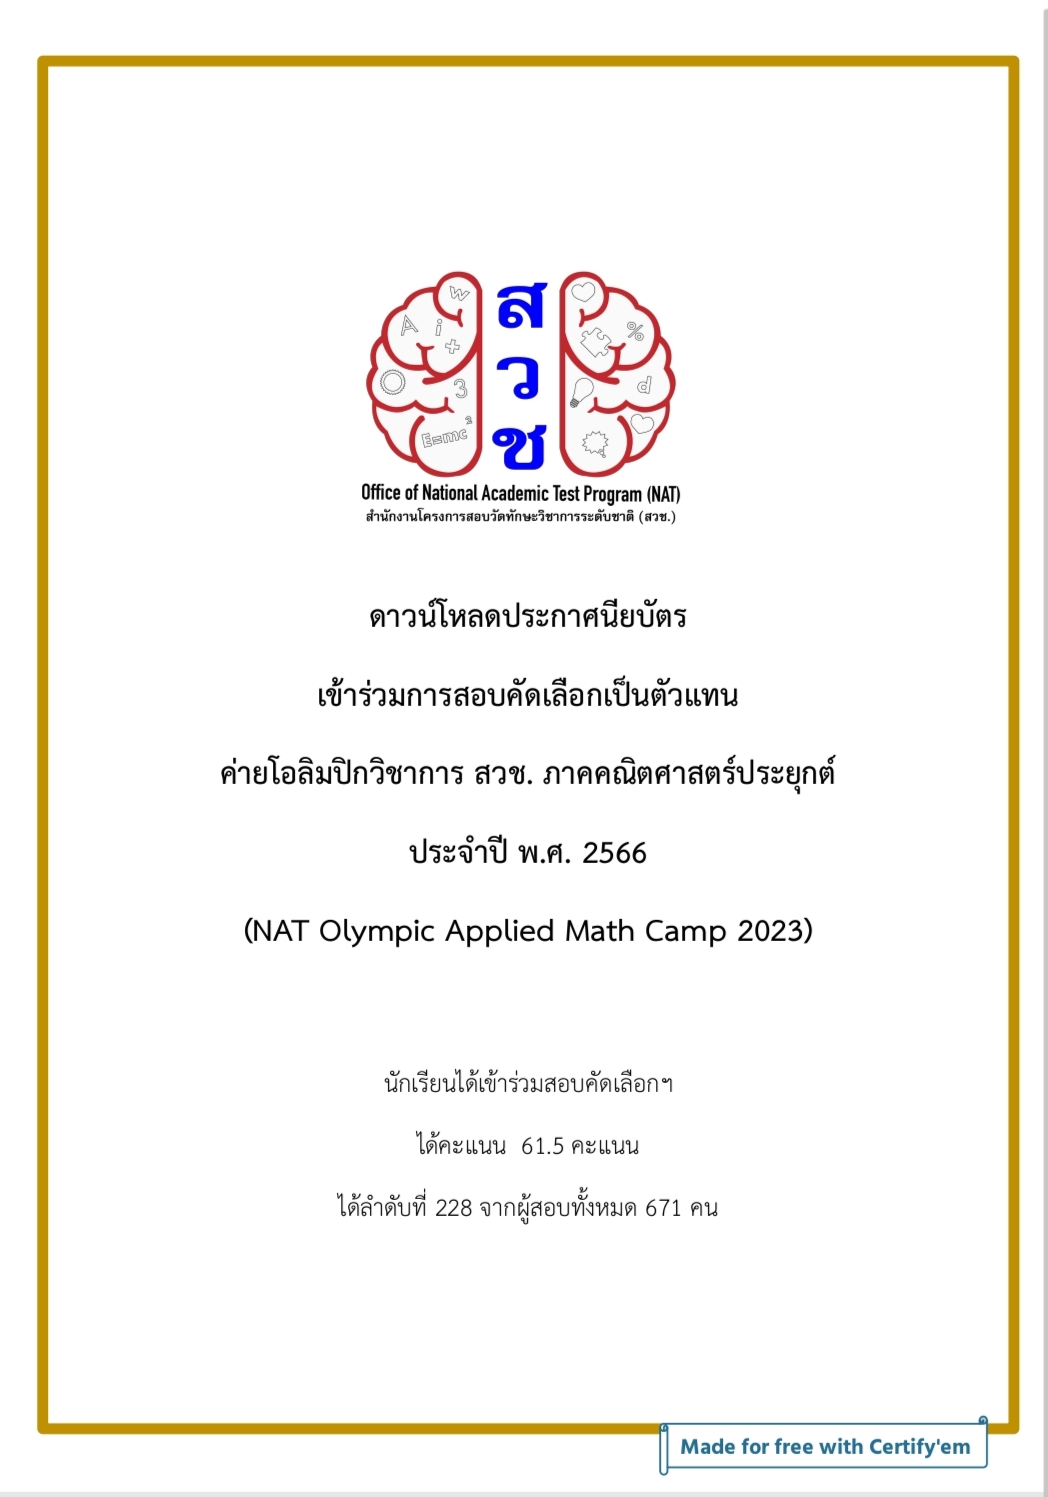 ส
ว
ช
W
A i
+
3
E=mc²
%
d
Office of National Academic Test Program (NAT)
สำนักงานโครงการสอบวัดทักษะวิชาการระดับชาติ (สวช.)
ดาวน์โหลดประกาศนียบัตร
เข้าร่วมการสอบคัดเลือกเป็นตัวแทน
ค่ายโอลิมปิกวิชาการ สวช. ภาคคณิตศาสตร์ประยุกต์
ประจำปี พ.ศ. 2566
(NAT Olympic Applied Math Camp 2023)
นักเรียนได้เข้าร่วมสอบคัดเลือกฯ
ได้คะแนน 61.5 คะแนน
ได้ลำดับที่ 228 จากผู้สอบทั้งหมด 671 คน
Made for free with Certify'em